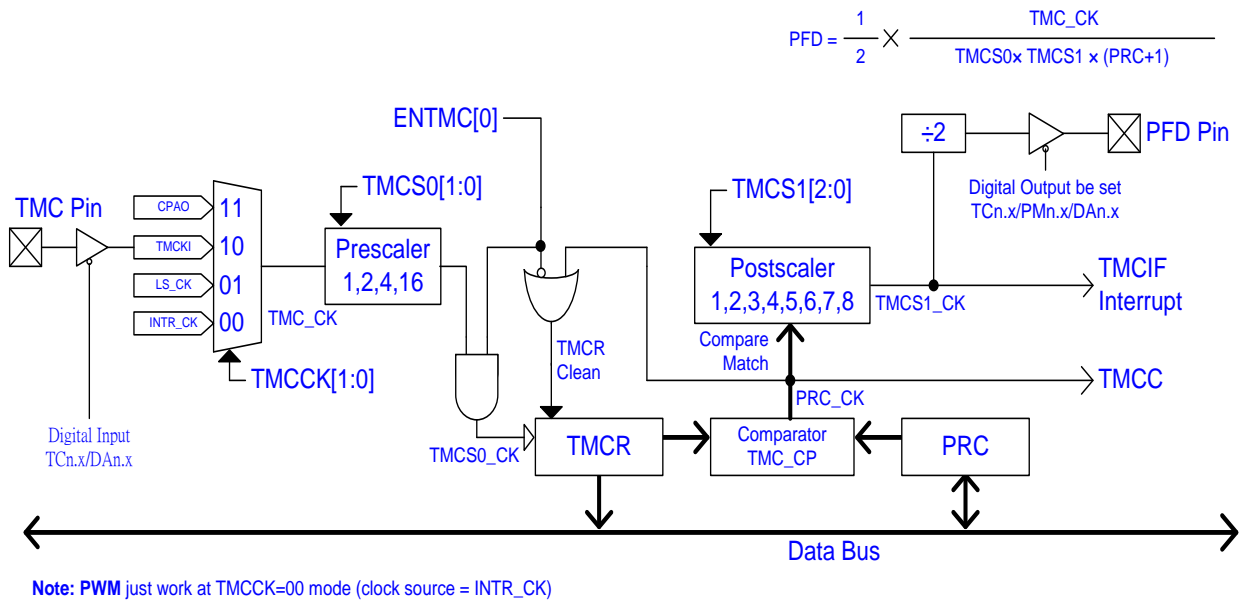 PFD = 1/2 × TMC_CK / TMCS0× TMCS1 × (PRC+1)
ENTMC[0]
÷2
PFD Pin
TMCS0[1:0]
TMCS1[2:0]
Digital Output be set
TCn.x/PMn.x/DAn.x
TMC Pin
CPAO
11
TMCKI
10
LS_CK
01
INTR_CK
00
TMC_CK
Prescaler
1,2,4,16
Postscaler
1,2,3,4,5,6,7,8
TMCS1_CK
TMCIF
Interrupt
TMCCK[1:0]
TMCR
Clean
Compare
Match
TMCC
PRC_CK
Digital Input
TCn.x/DAn.x
TMCS0_CK
TMCR
Comparator
TMC_CP
PRC
Data Bus
Note: PWM just work at TMCCK=00 mode (clock source = INTR_CK)